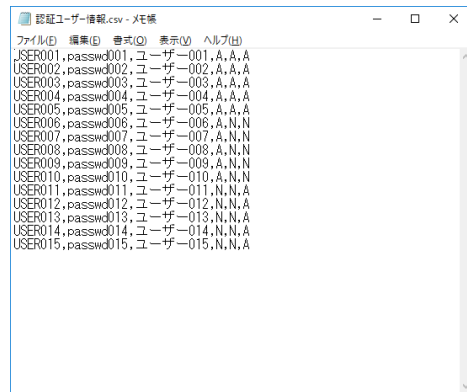 認証ユーザー情報.csv - メモ帳
ファイル(F) 編集(E) 書式(O) 表示(V) ヘルプ(H)
USER001,passwd001,ユーザー001,A,A,A
USER002,passwd002,ユーザー002,A,A,A
USER003,passwd003,ユーザー003,A,A,A
USER004,passwd004,ユーザー004,A,A,A
USER005,passwd005,ユーザー005,A,A,A
USER006,passwd006,ユーザー006,A,N,N
USER007,passwd007,ユーザー007,A,N,N
USER008,passwd008,ユーザー008,A,N,N
USER009,passwd009,ユーザー009,A,N,N
USER010,passwd010,ユーザー010,A,N,N
USER011,passwd011,ユーザー011,N,N,A
USER012,passwd012,ユーザー012,N,N,A
USER013,passwd013,ユーザー013,N,N,A
USER014,passwd014,ユーザー014,N,N,A
USER015,passwd015,ユーザー015,N,N,A